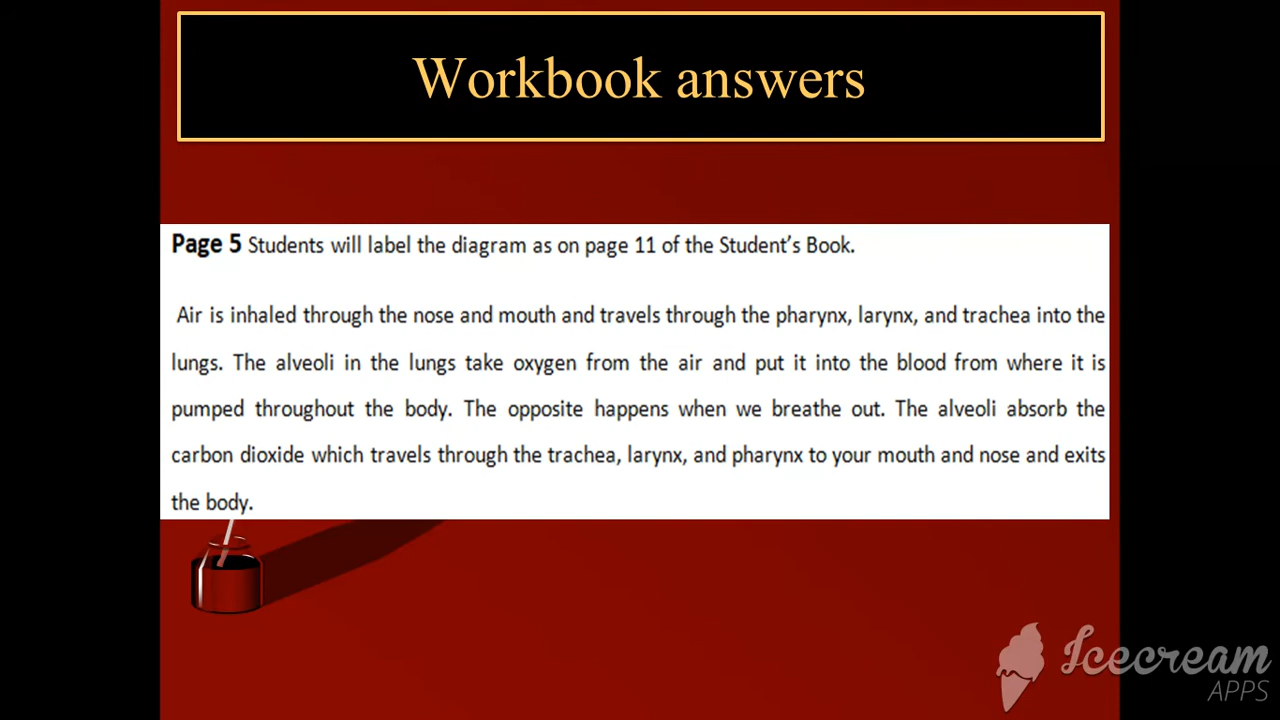 Workbook answers
Page 5 Students will label the diagram as on page 11 of the Student's Book.
Air is inhaled through the nose and mouth and travels through the pharynx, larynx, and trachea into the
lungs. The alveoli in the lungs take oxygen from the air and put it into the blood from where it is
pumped throughout the body. The opposite happens when we breathe out. The alveoli absorb the
carbon dioxide which travels through the trachea, larynx, and pharynx to your mouth and nose and exits
the body.
Icecream
APPS